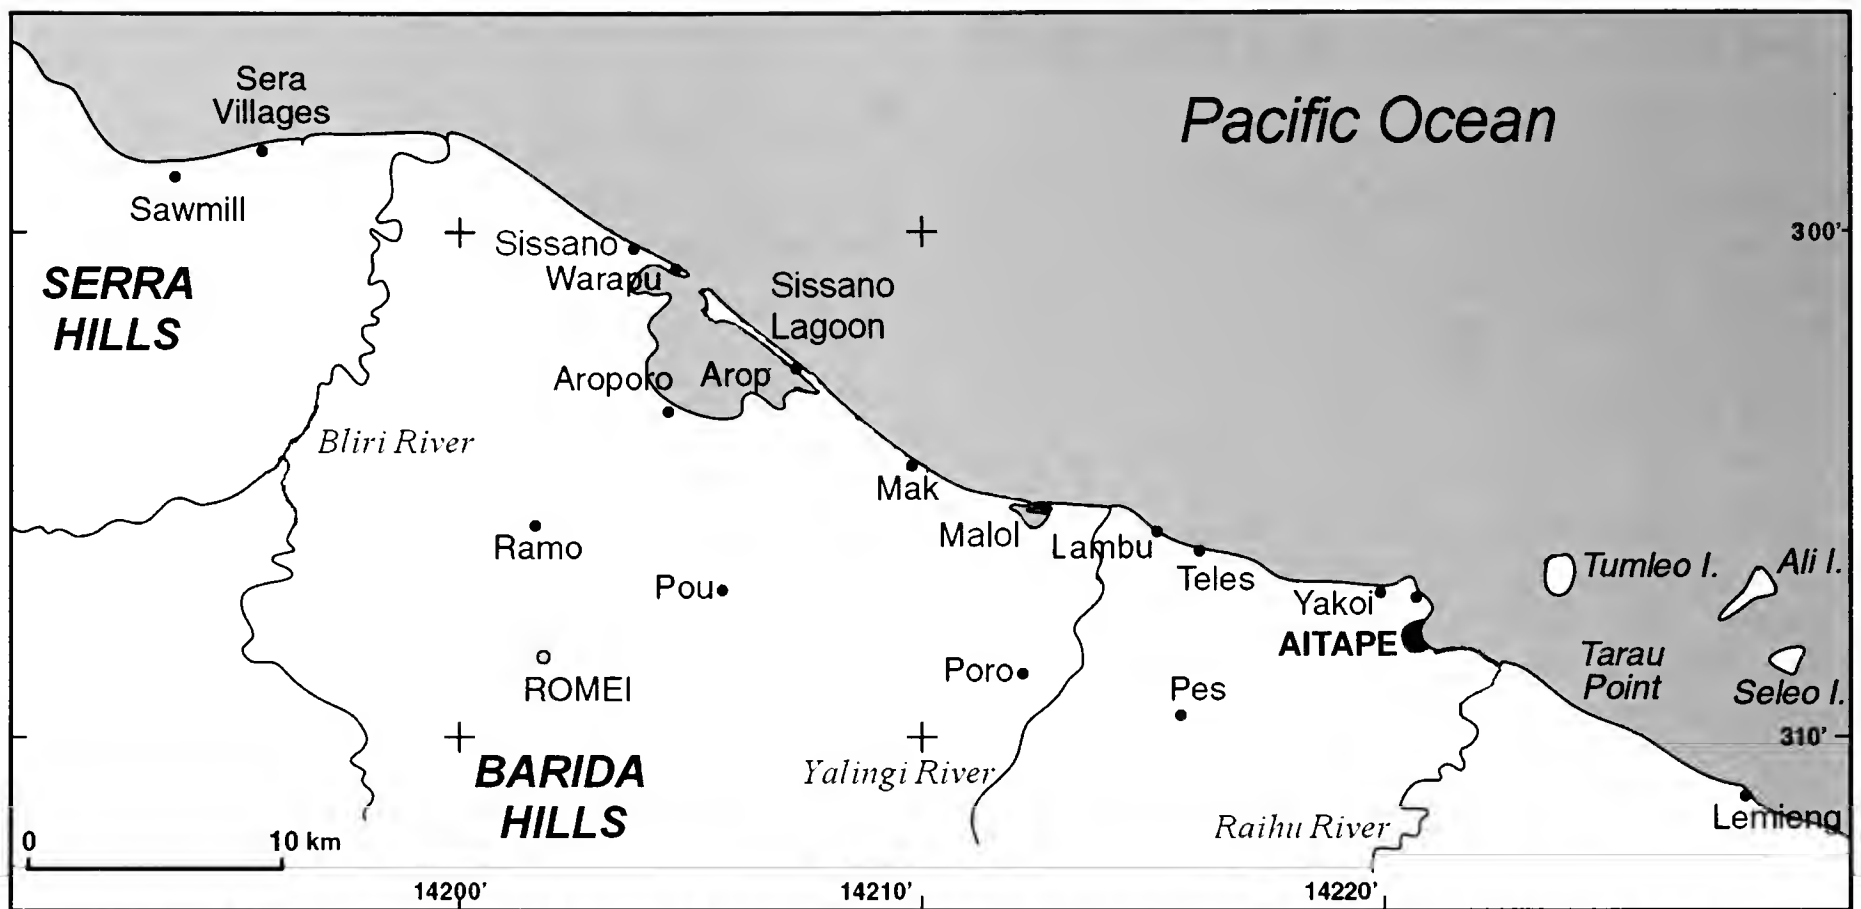 Sera
Villages
Pacific Ocean
Sawmill
300'
Sissano
Warapu
SERRA
HILLS
Sissano
Lagoon
Aroporo
Arop
Bliri River
Mak
Malol
Lambu
Ramo
Teles
Tumleo I.
Ali I.
Pou
Yakoi
AITAPE
Tarau
Point
Poro
Pes
ROMEI
Seleo I.
310'
BARIDA
HILLS
Yalingi River
Raihu River
Lemieng
0 10 km
14200' 14210' 14220'